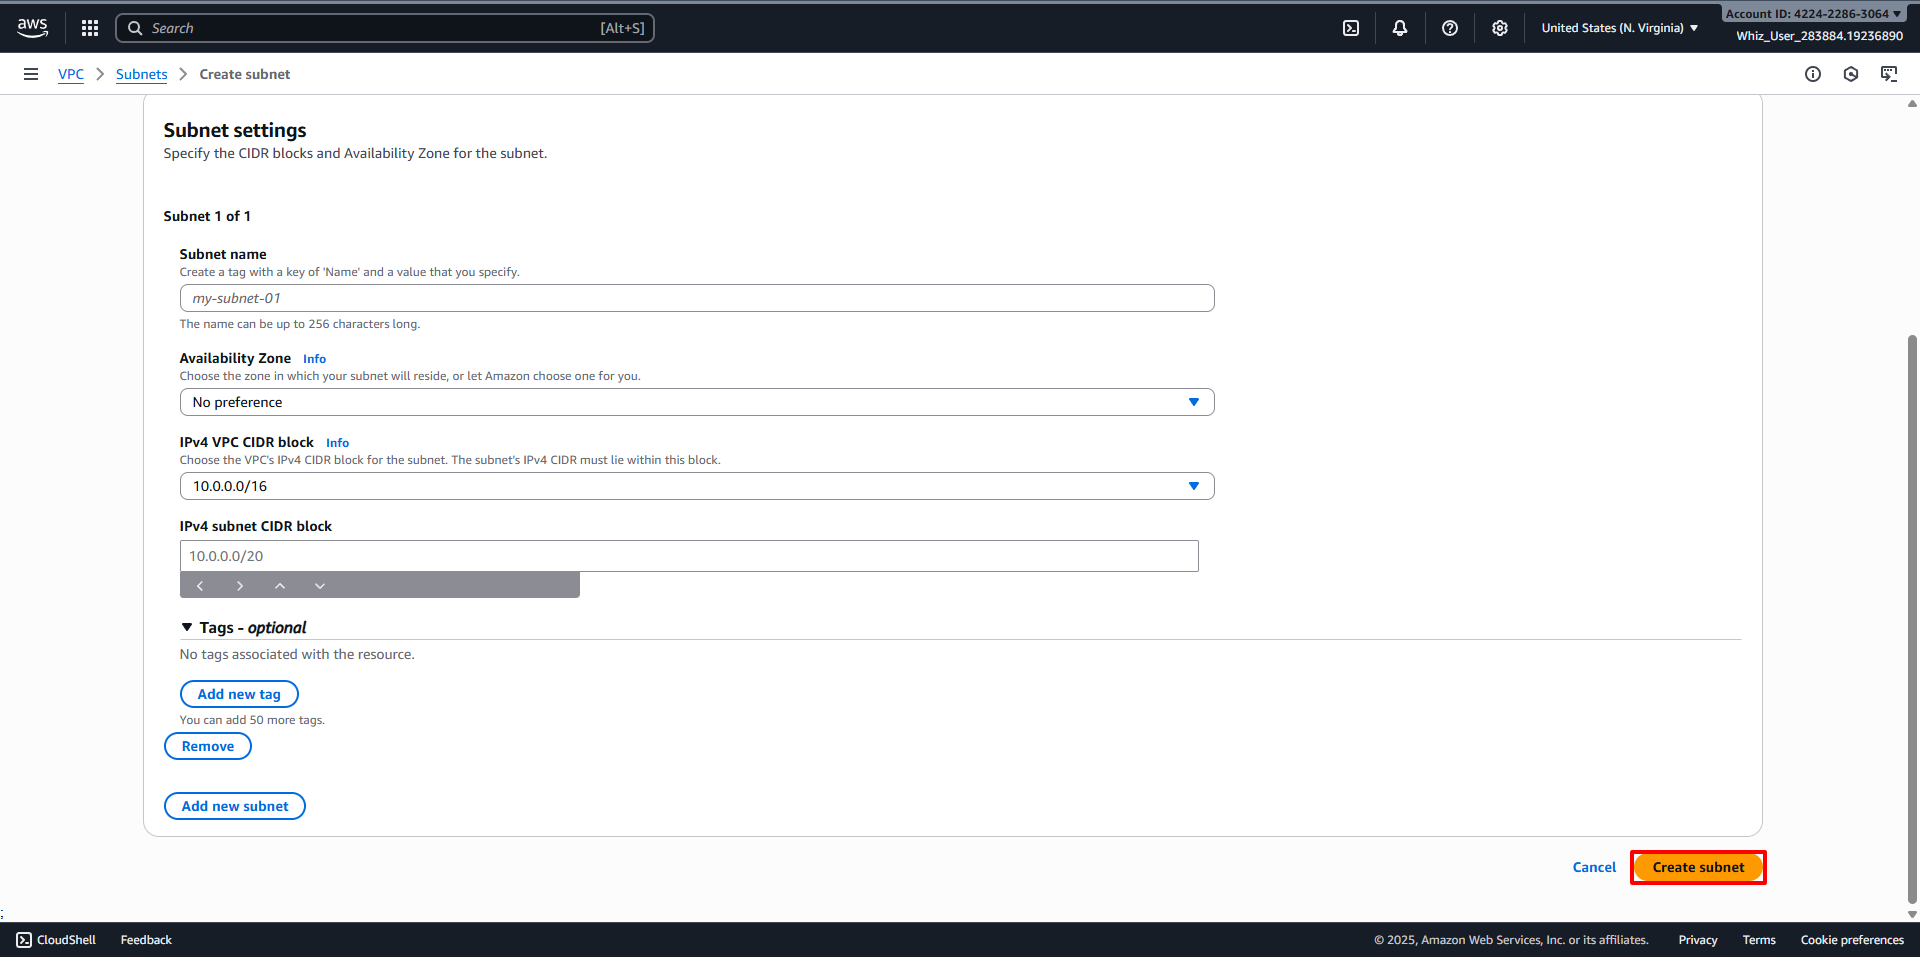 aws
Search [Alt+S]
United States (N. Virginia)
Account ID: 4224-2286-3064
Whiz_User_283884.19236890
VPC Subnets Create subnet
Subnet settings
Specify the CIDR blocks and Availability Zone for the subnet.
Subnet 1 of 1
Subnet name
Create a tag with a key of 'Name' and a value that you specify.
my-subnet-01
The name can be up to 256 characters long.
Availability Zone Info
Choose the zone in which your subnet will reside, or let Amazon choose one for you.
No preference
IPv4 VPC CIDR block Info
Choose the VPC's IPv4 CIDR block for the subnet. The subnet's IPv4 CIDR must lie within this block.
10.0.0.0/16
IPv4 subnet CIDR block
10.0.0.0/20
Tags - optional
No tags associated with the resource.
Add new tag
You can add 50 more tags.
Remove
Add new subnet
Cancel Create subnet
;
CloudShell Feedback © 2025, Amazon Web Services, Inc. or its affiliates. Privacy Terms Cookie preferences